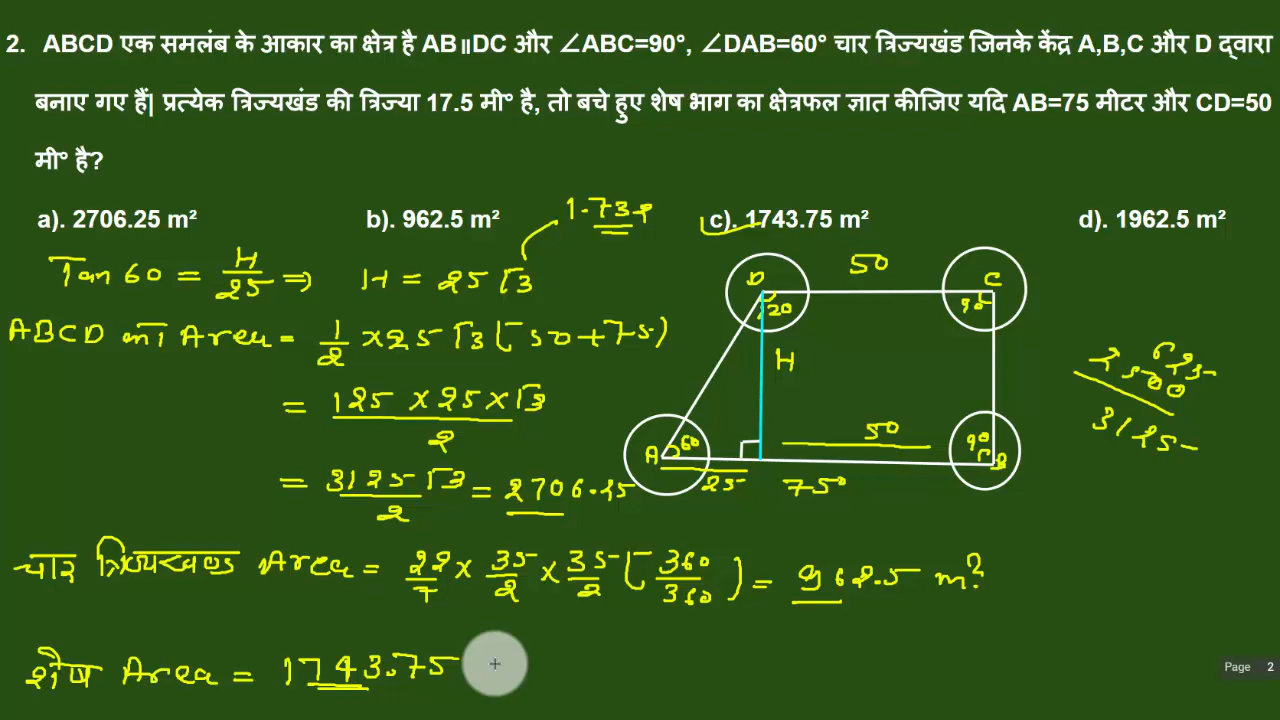 2. ABCD एक समलंब के आकार का क्षेत्र है AB॥DC और ∠ABC=90°, ∠DAB=60° चार त्रिज्यखंड जिनके केंद्र A,B,C और D द्वारा
बनाए गए हैं| प्रत्येक त्रिज्यखंड की त्रिज्या 17.5 मी° है, तो बचे हुए शेष भाग का क्षेत्रफल ज्ञात कीजिए यदि AB=75 मीटर और CD=50
मी° है?
a). 2706.25 m² b). 962.5 m² c). 1743.75 m² d). 1962.5 m²
1.732
Tan 60 = H/25 ⇒ H = 25√3
D 50 C
120 90
ABCD का Area = 1/2 × 25√3 (50+75)
H
= 125 × 25 × √3 / 2
625
2500
3125
A 60 50 90 B
25 75
= 3125√3 / 2 = 2706.25
चार त्रिज्यखण्ड Area = 22/7 × 35/2 × 35/2 (360/360) = 962.5 m²
शेष Area = 1743.75
Page 2